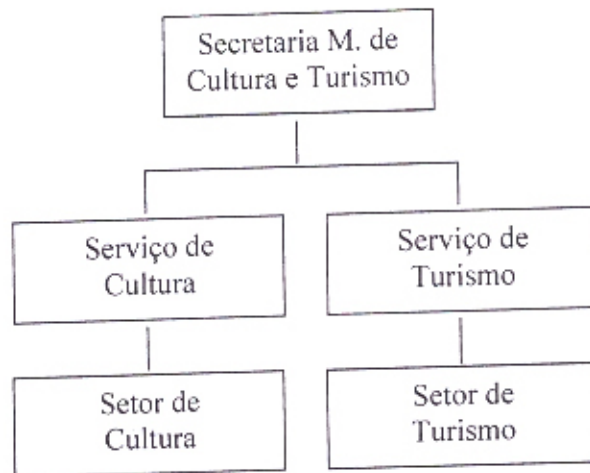 Secretaria M. de
Cultura e Turismo
Serviço de
Cultura
Serviço de
Turismo
Setor de
Cultura
Setor de
Turismo